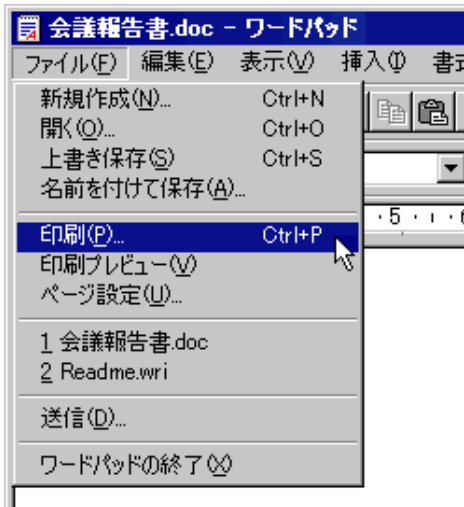 会議報告書.doc - ワードパッド
ファイル(F) 編集(E) 表示(V) 挿入(I) 書式
新規作成(N)... Ctrl+N
開く(O)... Ctrl+O
上書き保存(S) Ctrl+S
名前を付けて保存(A)...
·5·ı·6
印刷(P)... Ctrl+P
印刷プレビュー(V)
ページ設定(U)...
1 会議報告書.doc
2 Readme.wri
送信(D)...
ワードパッドの終了(X)